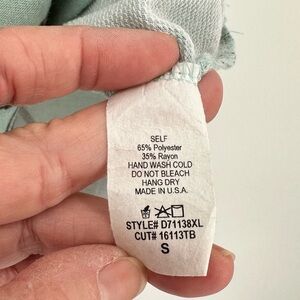 SELF
65% Polyester
35% Rayon
HAND WASH COLD
DO NOT BLEACH
HANG DRY
MADE IN U.S.A.
STYLE# D71138XL
CUT# 16113TB
S